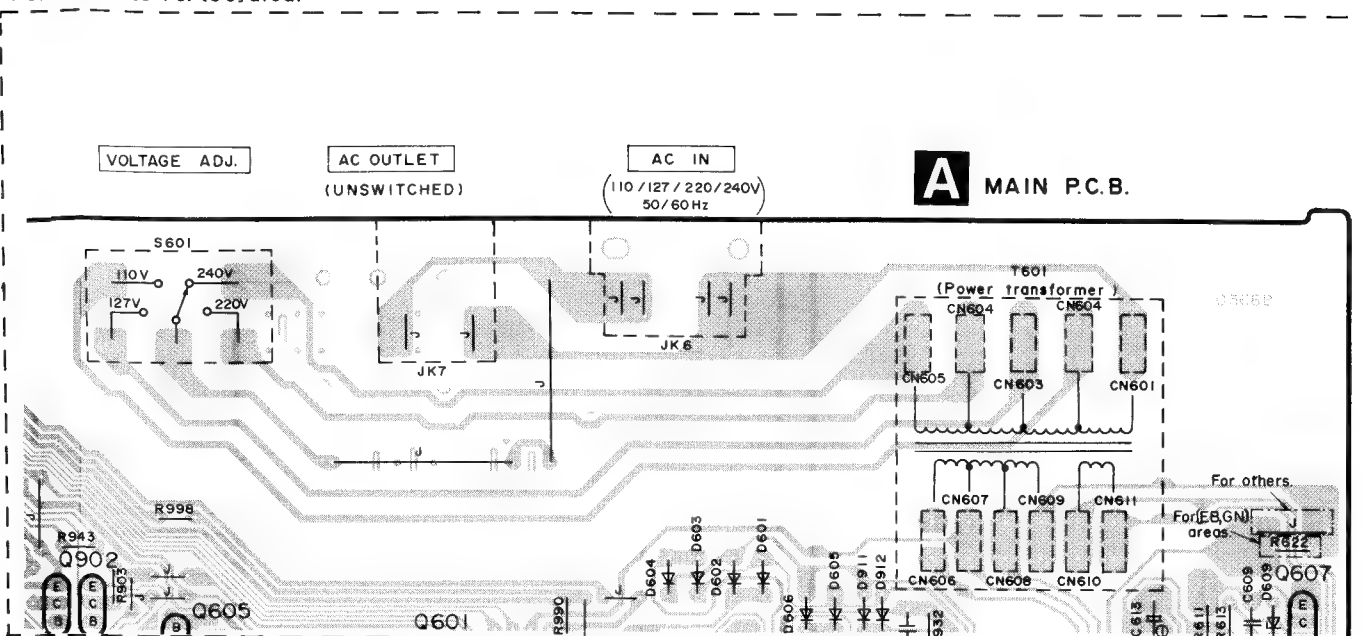 VOLTAGE ADJ.
AC OUTLET
(UNSWITCHED)
AC IN
(110/127/220/240V)
50/60Hz
A MAIN P.C.B.
S601
110V
240V
127V
220V
JK7
JK6
J
J
J
J
J
J
J
J
T601
(Power transformer)
CN604
CN604
CN605
CN603
CN601
CN607
CN609
CN611
CN606
CN608
CN610
For others.
J
For(EB,GN)
areas.
R622
R998
R943
Q902
R903
J
J
Q605
Q601
R990
J
D604
D603
D602
D601
D606
D605
D911
D912
C609
D609
Q607
E
C
B
E
C
B
B
E
C
C613